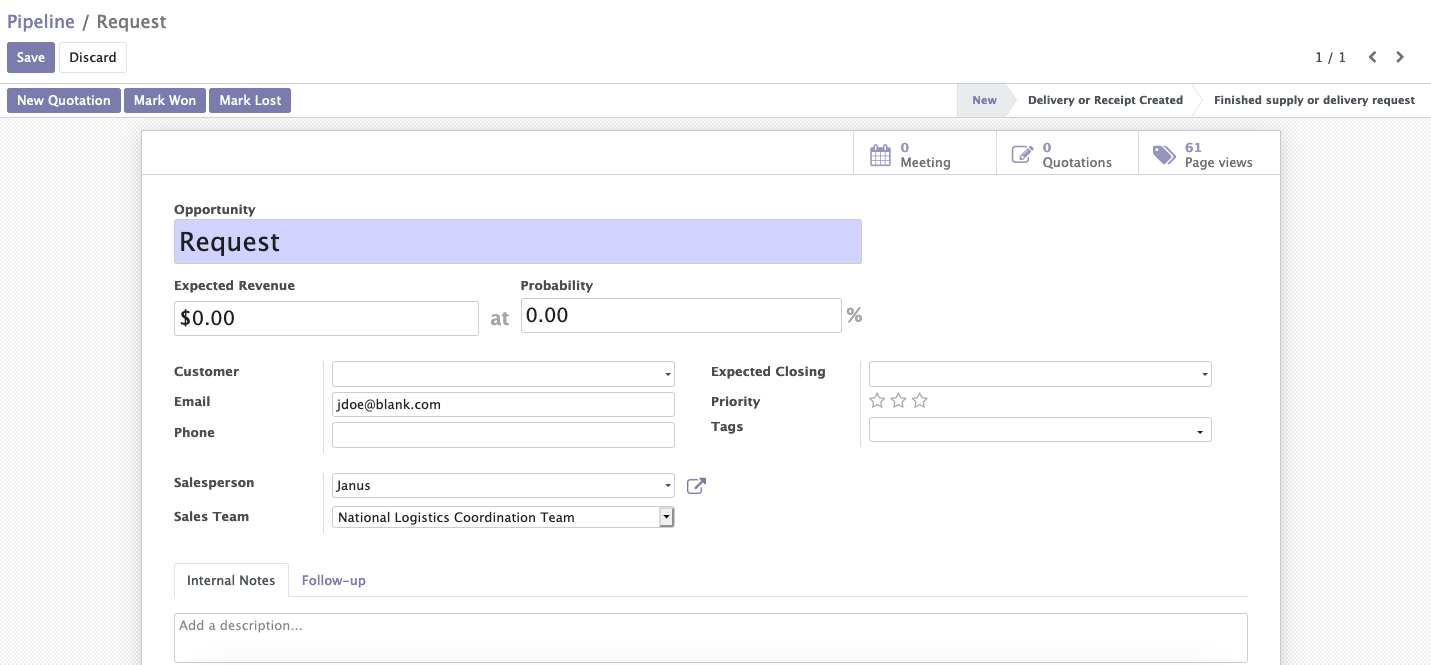 Pipeline / Request
Save Discard 1 / 1
New Quotation Mark Won Mark Lost New Delivery or Receipt Created Finished supply or delivery request
0 Meeting 0 Quotations 61 Page views
Opportunity
Request
Expected Revenue Probability
$0.00 at 0.00 %
Customer Expected Closing
Email jdoe@blank.com Priority
Phone Tags
Salesperson Janus
Sales Team National Logistics Coordination Team
Internal Notes Follow-up
Add a description...